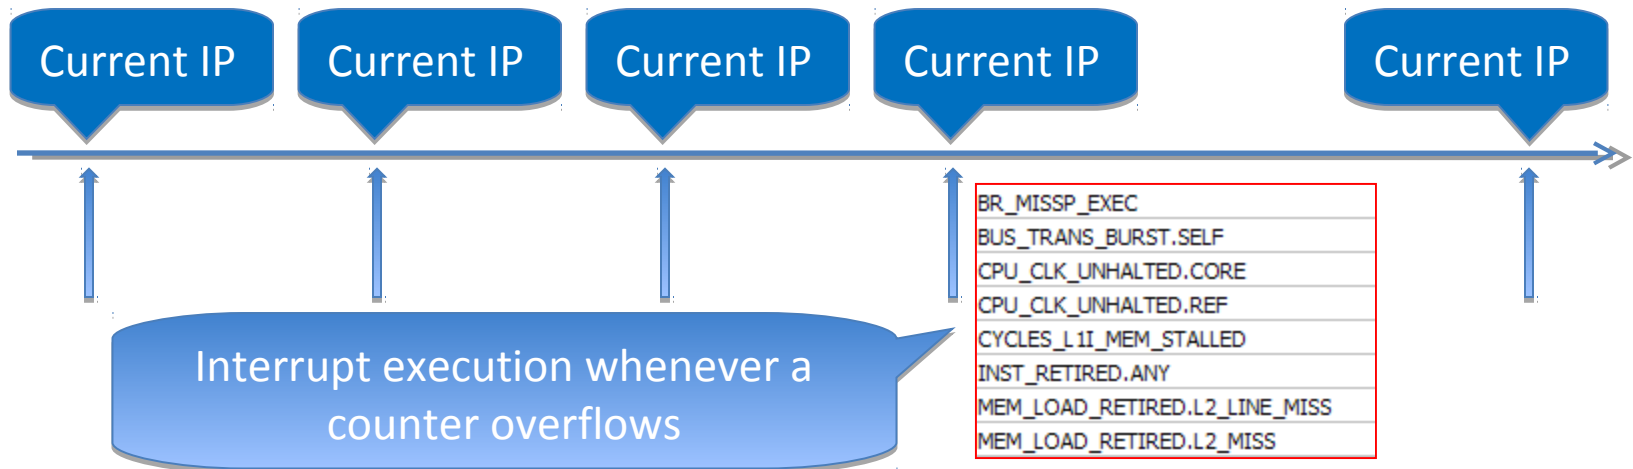 Current IP
Current IP
Current IP
Current IP
Current IP
BR_MISSP_EXEC
BUS_TRANS_BURST.SELF
CPU_CLK_UNHALTED.CORE
CPU_CLK_UNHALTED.REF
CYCLES_L1I_MEM_STALLED
INST_RETIRED.ANY
MEM_LOAD_RETIRED.L2_LINE_MISS
MEM_LOAD_RETIRED.L2_MISS
Interrupt execution whenever a
counter overflows